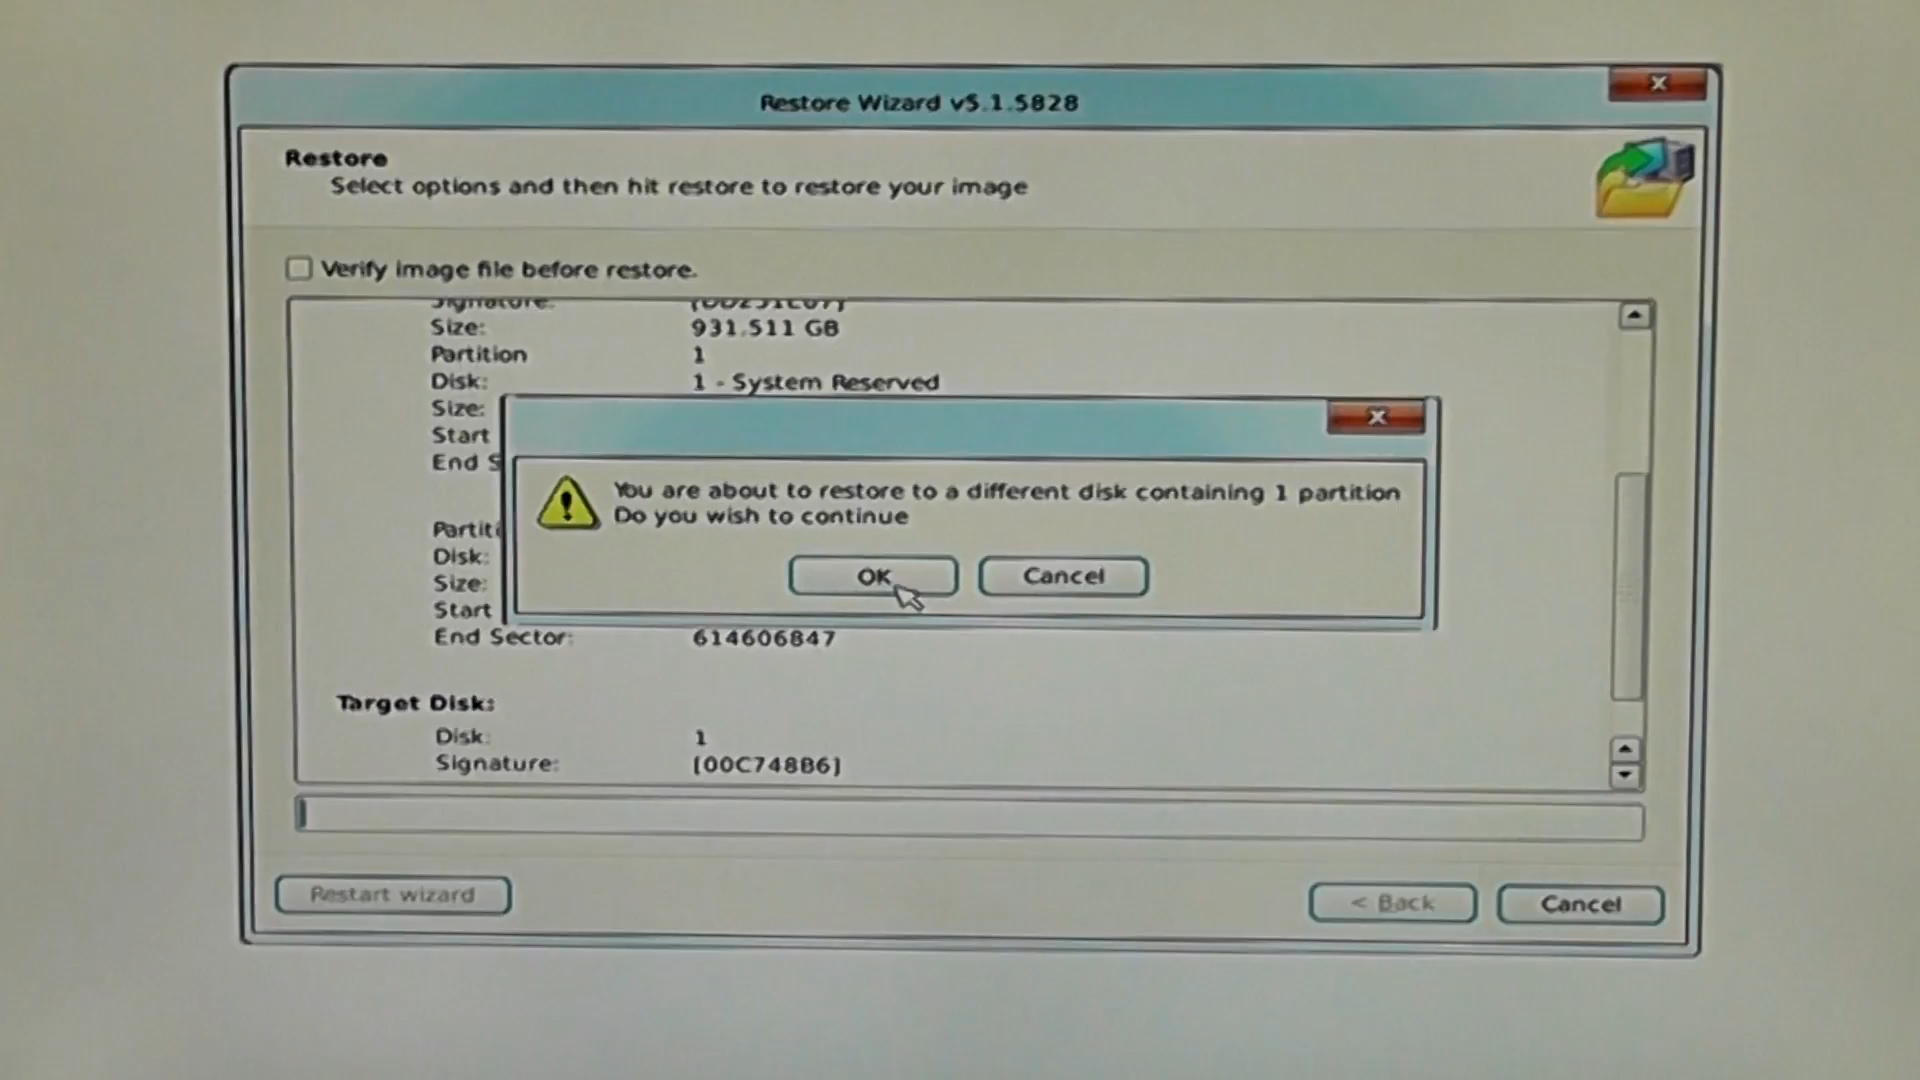 Restore Wizard v5.1.5828
Restore
Select options and then hit restore to restore your image
Verify image file before restore.
Signature:
Size: 931.511 GB
Partition 1
Disk: 1 - System Reserved
Size:
Start
End S
You are about to restore to a different disk containing 1 partition
Do you wish to continue
OK Cancel
Partiti
Disk:
Size:
Start
End Sector: 614606847
Target Disk:
Disk: 1
Signature: [00C748B6]
Restart wizard < Back Cancel